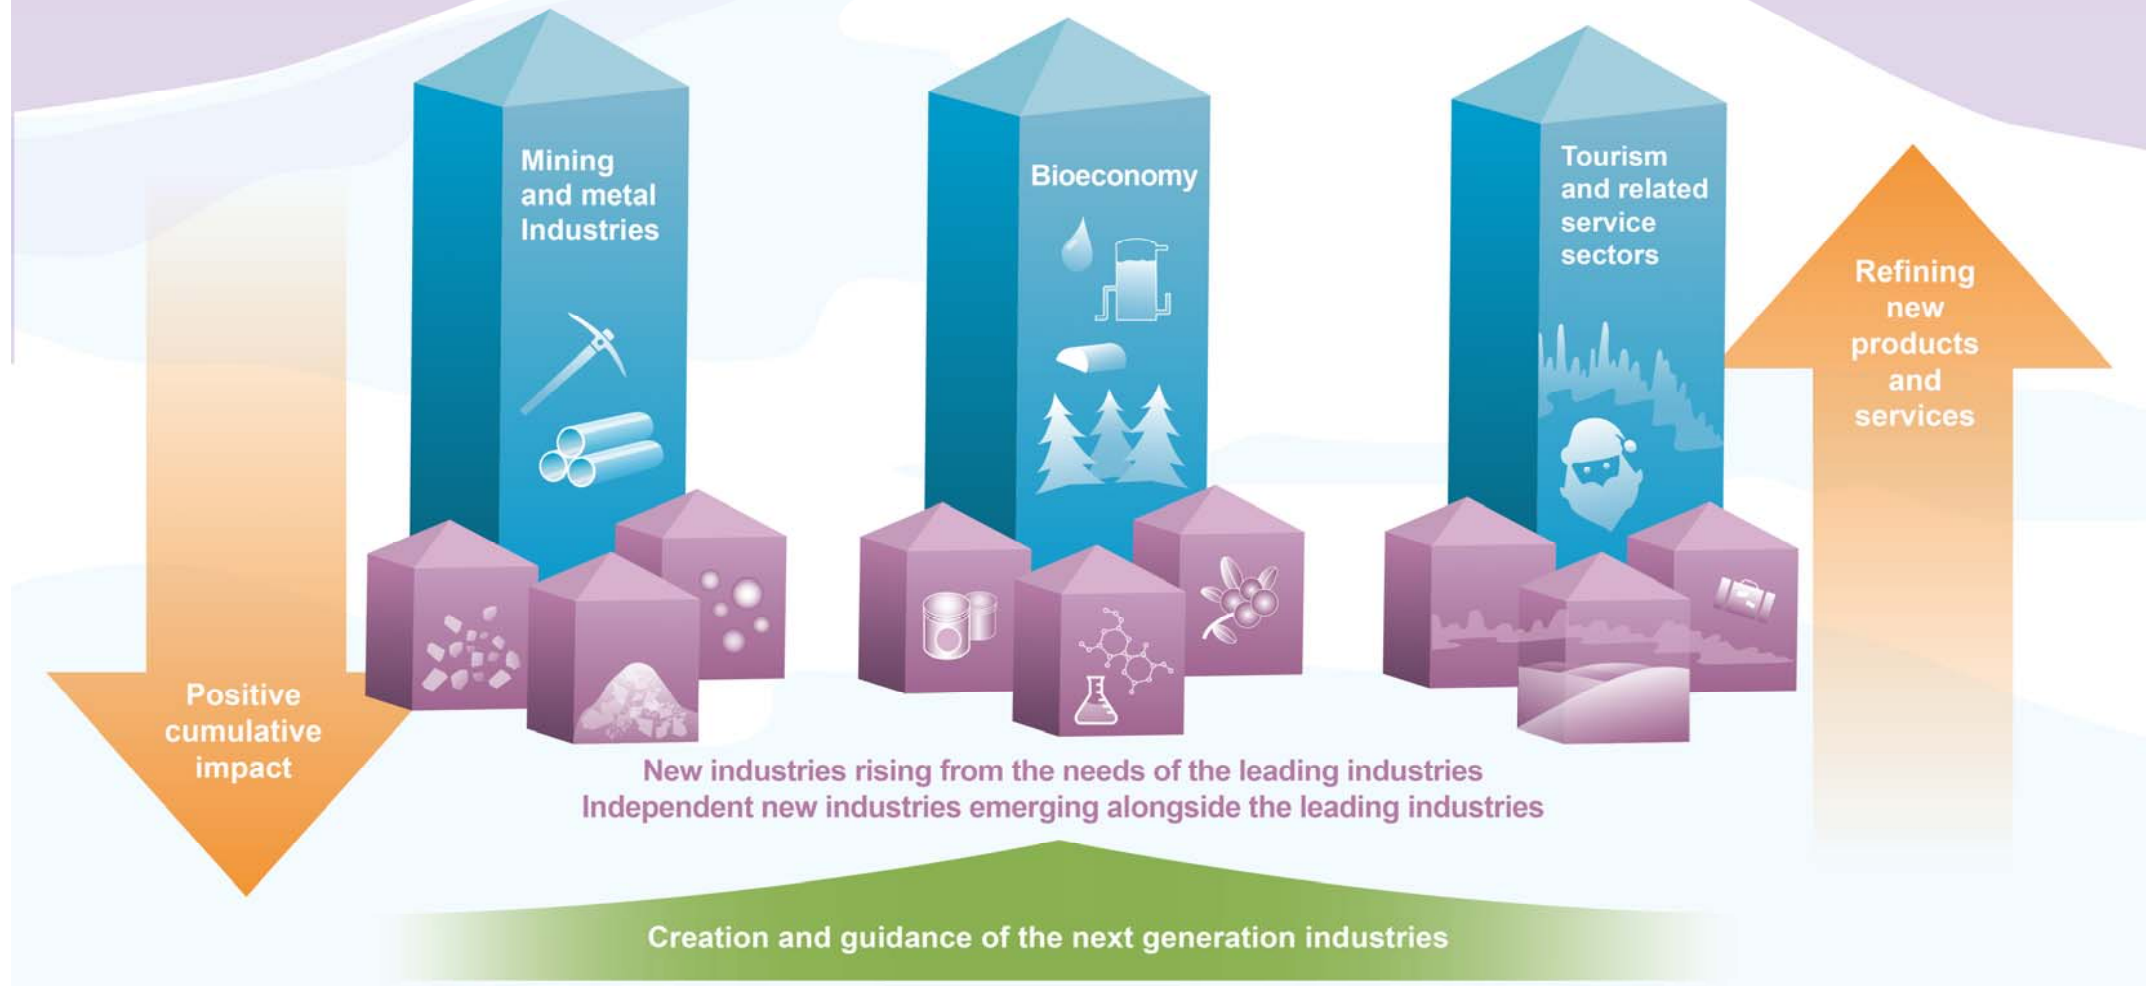 Mining
and metal
Industries
Bioeconomy
Tourism
and related
service
sectors
Refining
new
products
and
services
Positive
cumulative
impact
New industries rising from the needs of the leading industries
Independent new industries emerging alongside the leading industries
Creation and guidance of the next generation industries